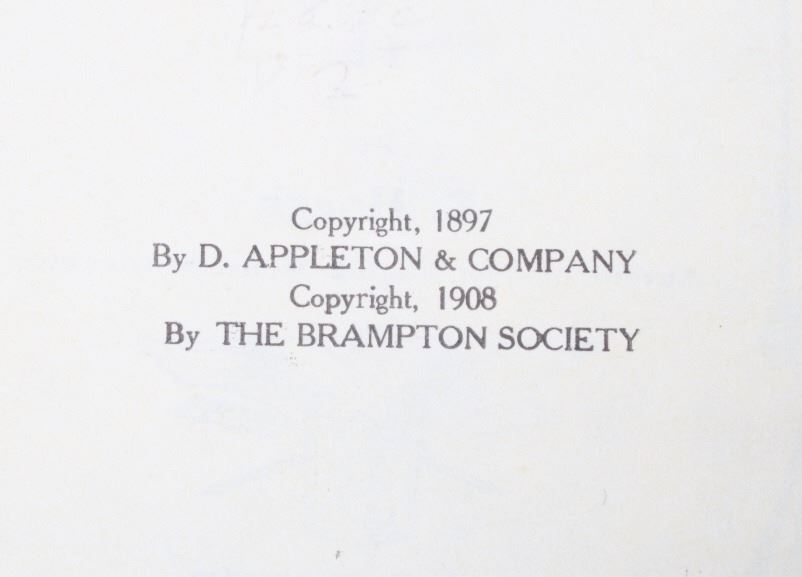 Copyright, 1897
By D. APPLETON & COMPANY
Copyright, 1908
By THE BRAMPTON SOCIETY